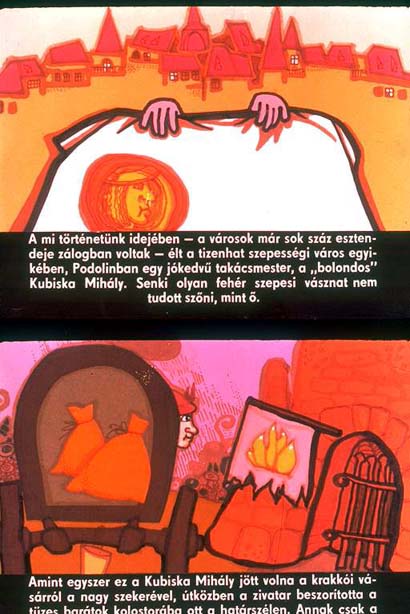 A mi történetünk idejében — a városok már sok száz eszten-
deje zálogban voltak — élt a tizenhat szepességi város egyi-
kében, Podolinban egy jókedvű takácsmester, a „bolondos"
Kubiska Mihály. Senki olyan fehér szepesi vásznat nem
tudott szőni, mint ő.
Amint egyszer ez a Kubiska Mihály jött volna a krakkói vá-
sárról a nagy szekerével, útközben a zivatar beszorította a
tüzes barátok kolostorába ott a határszélen. Annak csak a